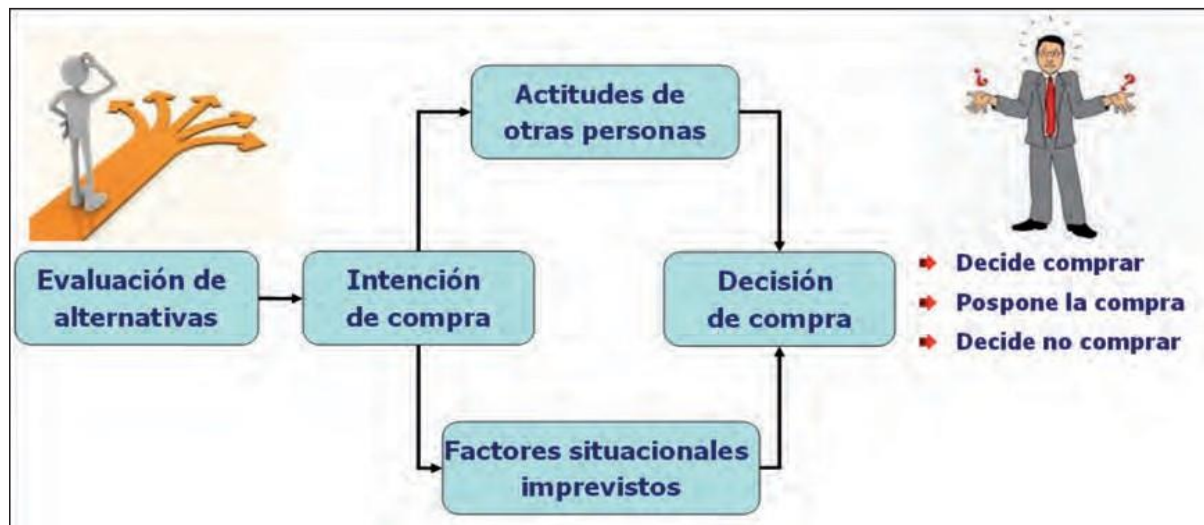 Actitudes de
otras personas
Evaluación de
alternativas
Intención
de compra
Decisión
de compra
Decide comprar
Pospone la compra
Decide no comprar
Factores situacionales
imprevistos
¿
?